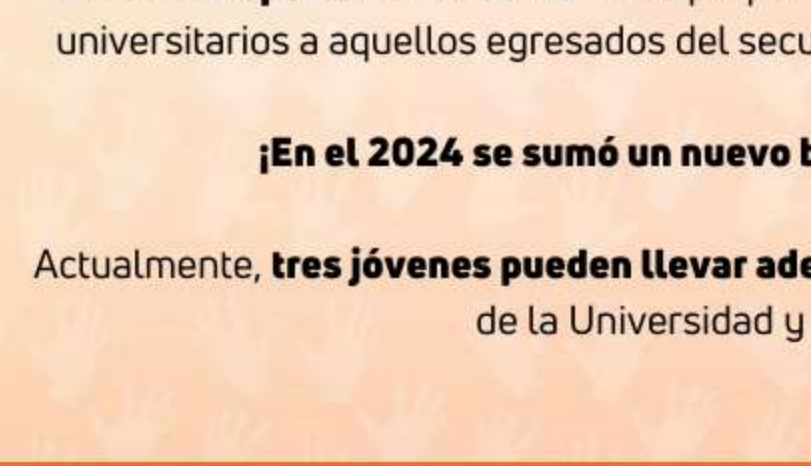 universitarios a aquellos egresados del secu
¡En el 2024 se sumó un nuevo b
Actualmente, tres jóvenes pueden llevar ade
de la Universidad y